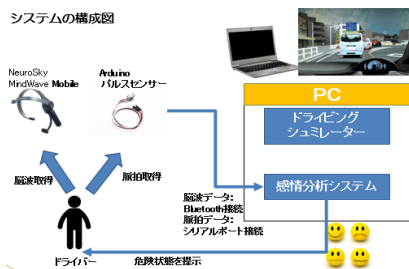 システムの構成図
NeuroSky
MindWave Mobile
Arduino
パルスセンサー
PC
ドライビング
シュミレーター
脳波取得
脈拍取得
感情分析システム
脳波データ:
Bluetooth接続
脈拍データ:
シリアルポート接続
ドライバー
危険状態を提示